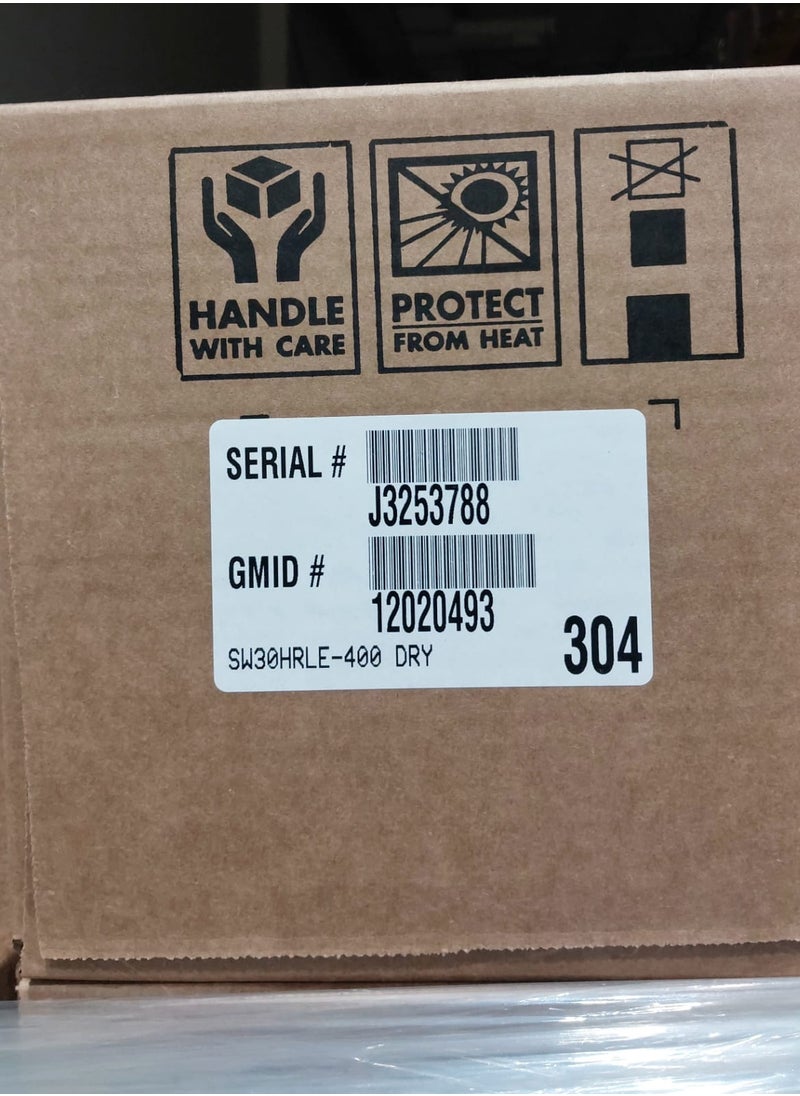 HANDLE
WITH CARE
PROTECT
FROM HEAT
SERIAL #
J3253788
GMID #
12020493
SW30HRLE-400 DRY
304